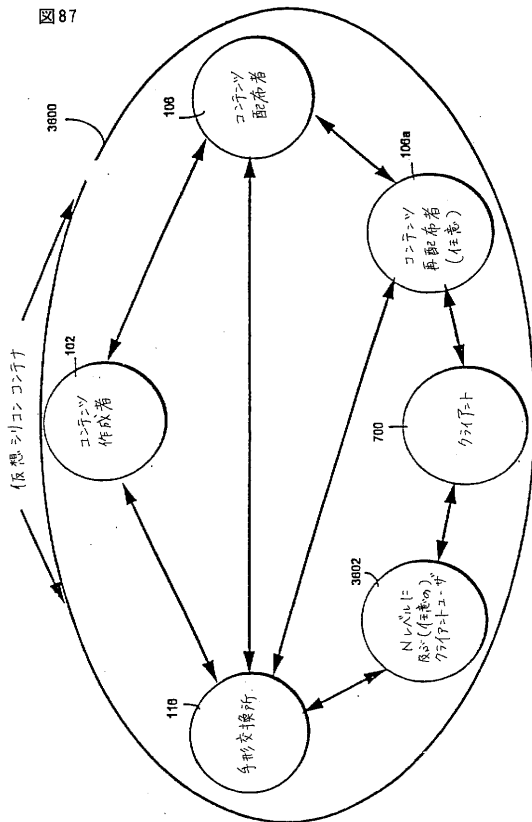 図87
3600
仮想シリコンコンテナ
106
コンテンツ
配布者
106a
コンテンツ
再配布者
(任意)
102
コンテンツ
作成者
700
クライアント
3602
Nレベルに
及ぶ(任意の)
クライアントユーザ
116
手形交換所